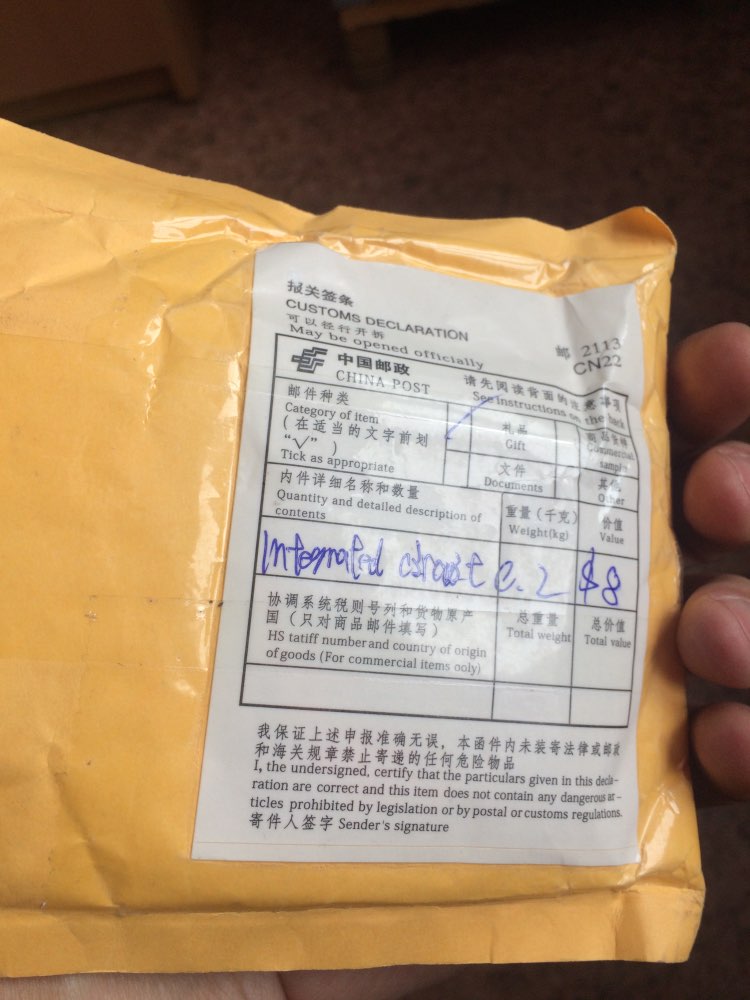 报关签条
CUSTOMS DECLARATION
可以径行开拆
May be opened officially
邮 2113
CN22
中国邮政
CHINA POST
请先阅读背面的注意事项
See instructions on the back
邮件种类
Category of item
(在适当的文字前划
“√” )
Tick as appropriate
礼品
Gift
商品货样
Commercial
sample
文件
Documents
其他
Other
内件详细名称和数量
Quantity and detailed description of
contents
重量 (千克)
Weight(kg)
价值
Value
Integrated
0.2
$8
协调系统税则号列和货物原产
国 (只对商品邮件填写)
HS tatiff number and country of origin
of goods (For commercial items only)
总重量
Total weight
总价值
Total value
我保证上述申报准确无误, 本函件内未装寄法律或邮政
和海关规章禁止寄递的任何危险物品
I, the undersigned, certify that the particulars given in this decla-
ration are correct and this item does not contain any dangerous ar-
ticles prohibited by legislation or by postal or customs regulations.
寄件人签字 Sender's signature